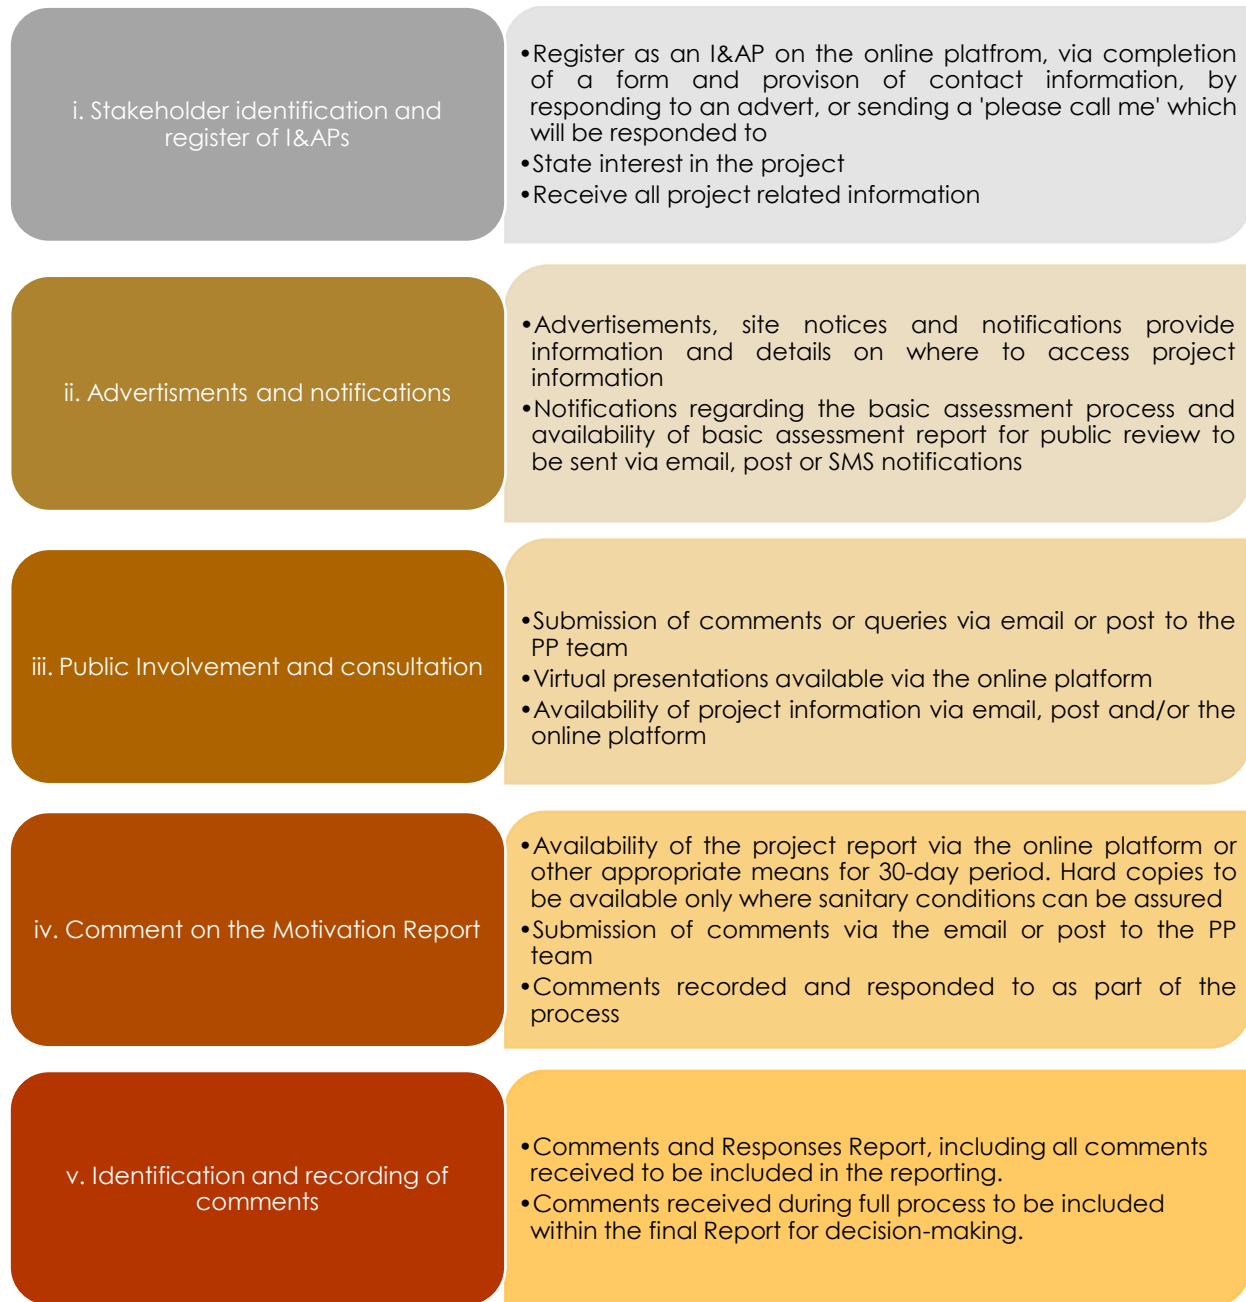 i. Stakeholder identification and
register of I&APs
•Register as an I&AP on the online platfrom, via completion
of a form and provison of contact information, by
responding to an advert, or sending a 'please call me' which
will be responded to
•State interest in the project
•Receive all project related information
ii. Advertisments and notifications
•Advertisements, site notices and notifications provide
information and details on where to access project
information
•Notifications regarding the basic assessment process and
availability of basic assessment report for public review to
be sent via email, post or SMS notifications
iii. Public Involvement and consultation
•Submission of comments or queries via email or post to the
PP team
•Virtual presentations available via the online platform
•Availability of project information via email, post and/or the
online platform
iv. Comment on the Motivation Report
•Availability of the project report via the online platform or
other appropriate means for 30-day period. Hard copies to
be available only where sanitary conditions can be assured
•Submission of comments via the email or post to the PP
team
•Comments recorded and responded to as part of the
process
v. Identification and recording of
comments
•Comments and Responses Report, including all comments
received to be included in the reporting.
•Comments received during full process to be included
within the final Report for decision-making.